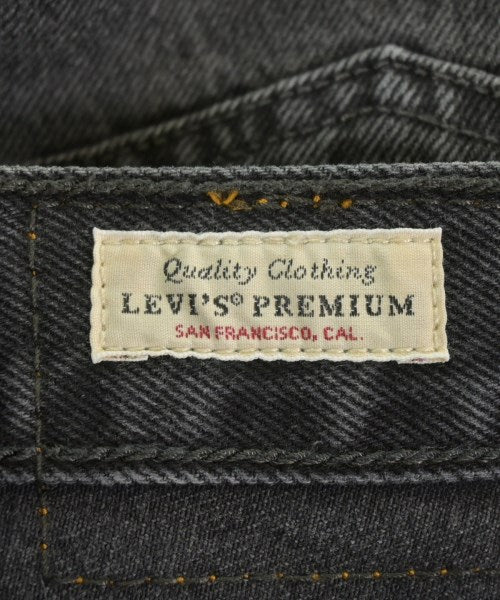 Quality Clothing
LEVI'S® PREMIUM
SAN FRANCISCO, CAL.